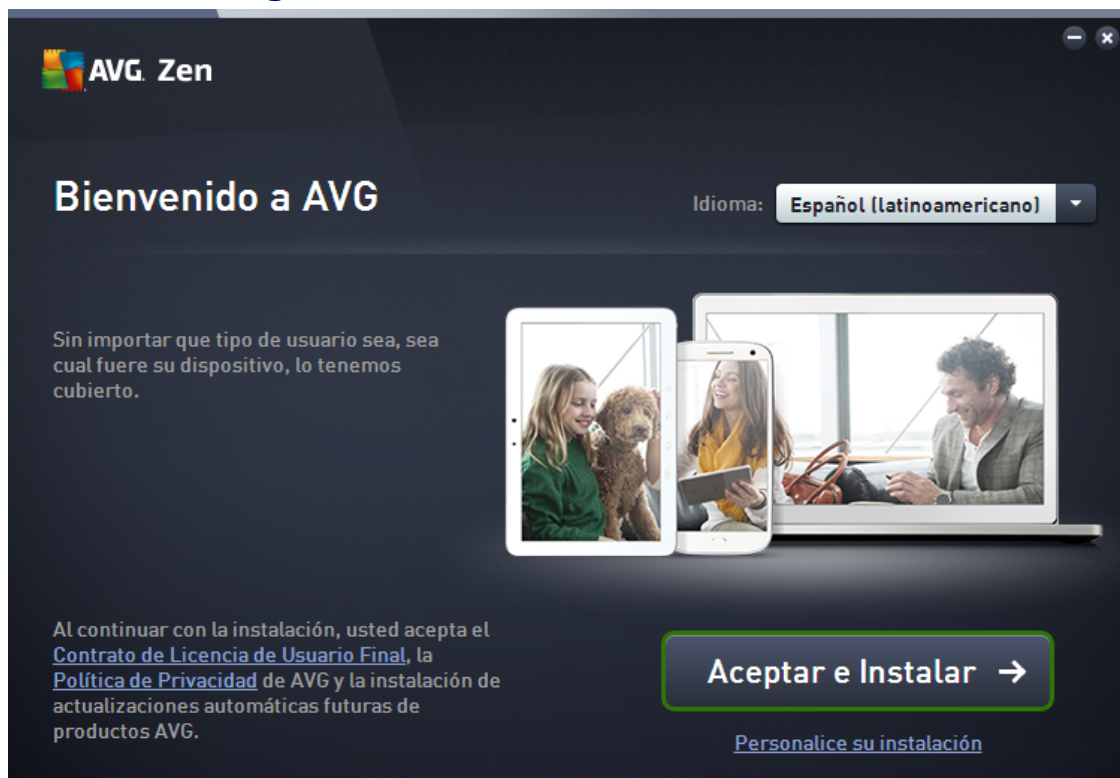 AVG. Zen
Bienvenido a AVG
Idioma: Español (latinoamericano)
Sin importar que tipo de usuario sea, sea
cual fuere su dispositivo, lo tenemos
cubierto.
Al continuar con la instalación, usted acepta el
Contrato de Licencia de Usuario Final, la
Política de Privacidad de AVG y la instalación de
actualizaciones automáticas futuras de
productos AVG.
Aceptar e Instalar →
Personalice su instalación